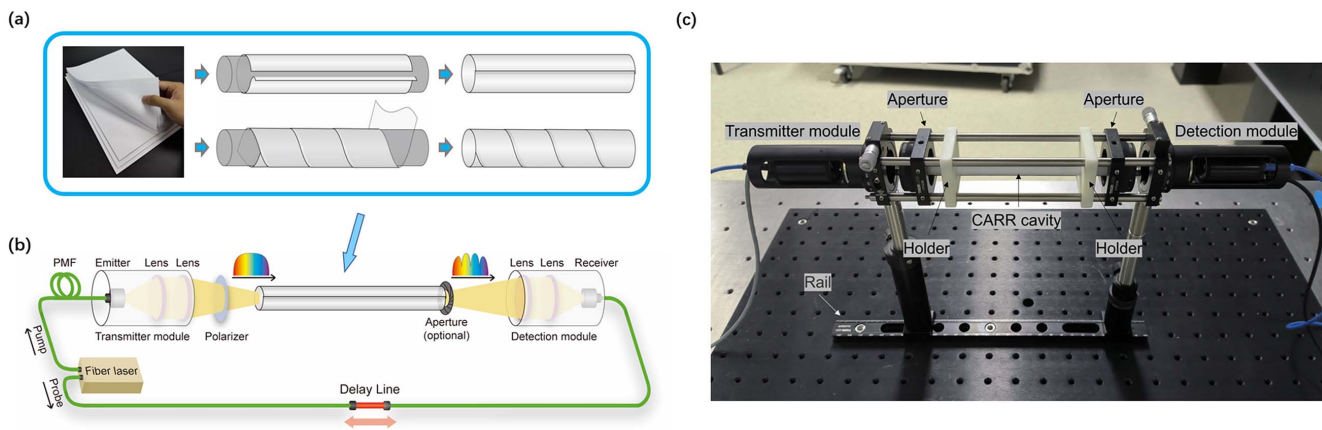 (a)
(b)
PMF
Emitter
Lens Lens
Transmitter module
Polarizer
Aperture
(optional)
Lens Lens
Receiver
Detection module
Pump
Fiber laser
Probe
Delay Line
(c)
Aperture
Aperture
Transmitter module
Detection module
CARR cavity
Holder
Holder
Rail